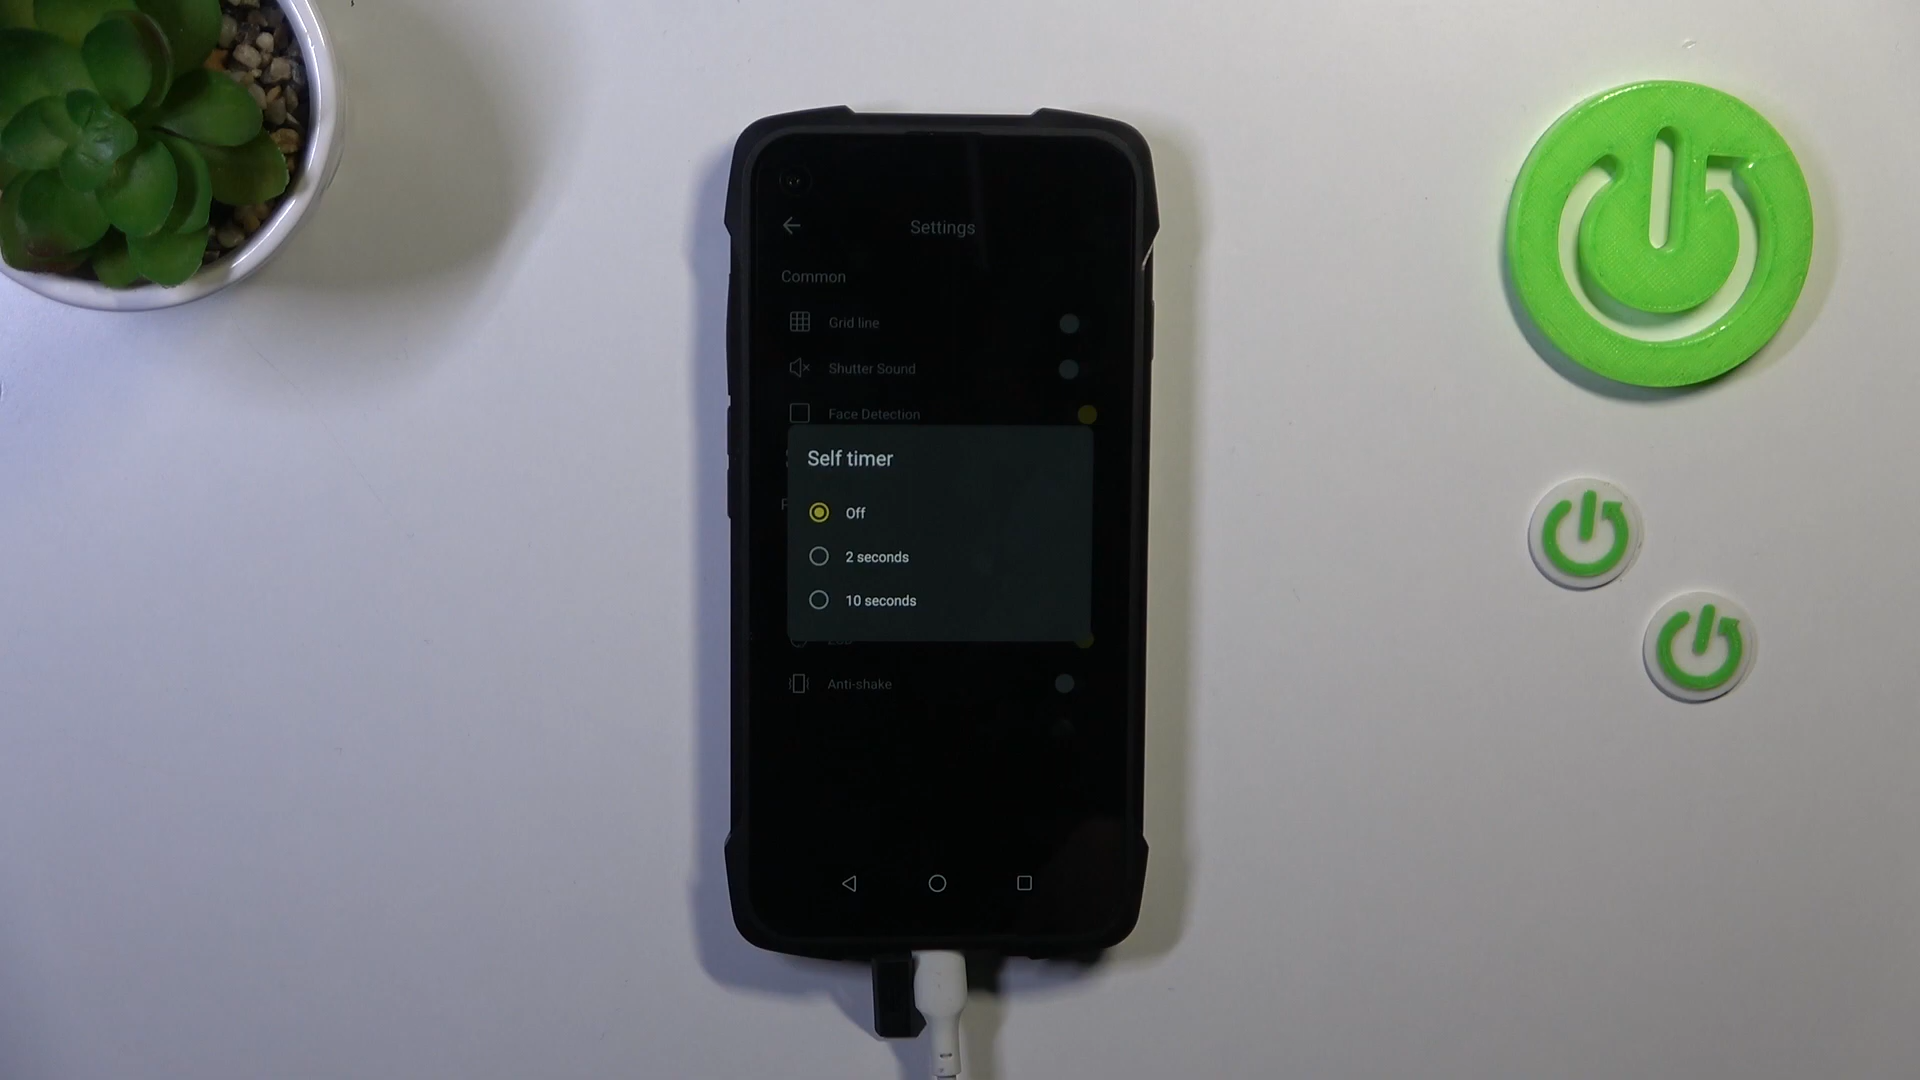 Settings
Common
Grid line
Shutter Sound
Face Detection
Self timer
Off
2 seconds
10 seconds
Anti-shake